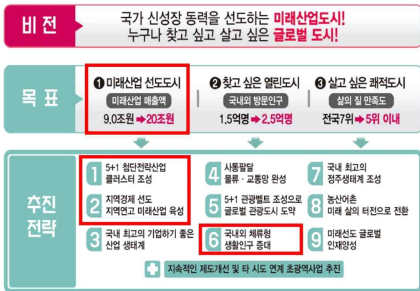 비 전
국가 신성장 동력을 선도하는 미래산업도시!
누구나 찾고 싶고 살고 싶은 글로벌 도시!
목 표
❶ 미래산업 선도도시
미래산업 매출액
9.0조원 ➡20조원
❷ 찾고 싶은 열린도시
국내외 방문인구
1.5억명 ➡2.5억명
❸ 살고 싶은 쾌적도시
삶의 질 만족도
전국7위 ➡5위 이내
추진
전략
1 5+1 첨단전략산업
클러스터 조성
2 지역경제 선도
지역연고 미래산업 육성
3 국내 최고의 기업하기 좋은
산업 생태계
4 사통팔달
물류·교통망 완성
5 5+1 관광벨트 조성으로
글로벌 관광도시 도약
6 국내외 체류형
생활인구 증대
7 국내 최고의
정주생태계 조성
8 농산어촌
미래 삶의 터전으로 전환
9 미래선도 글로벌
인재양성
지속적인 제도개선 및 타 시도 연계 초광역사업 추진